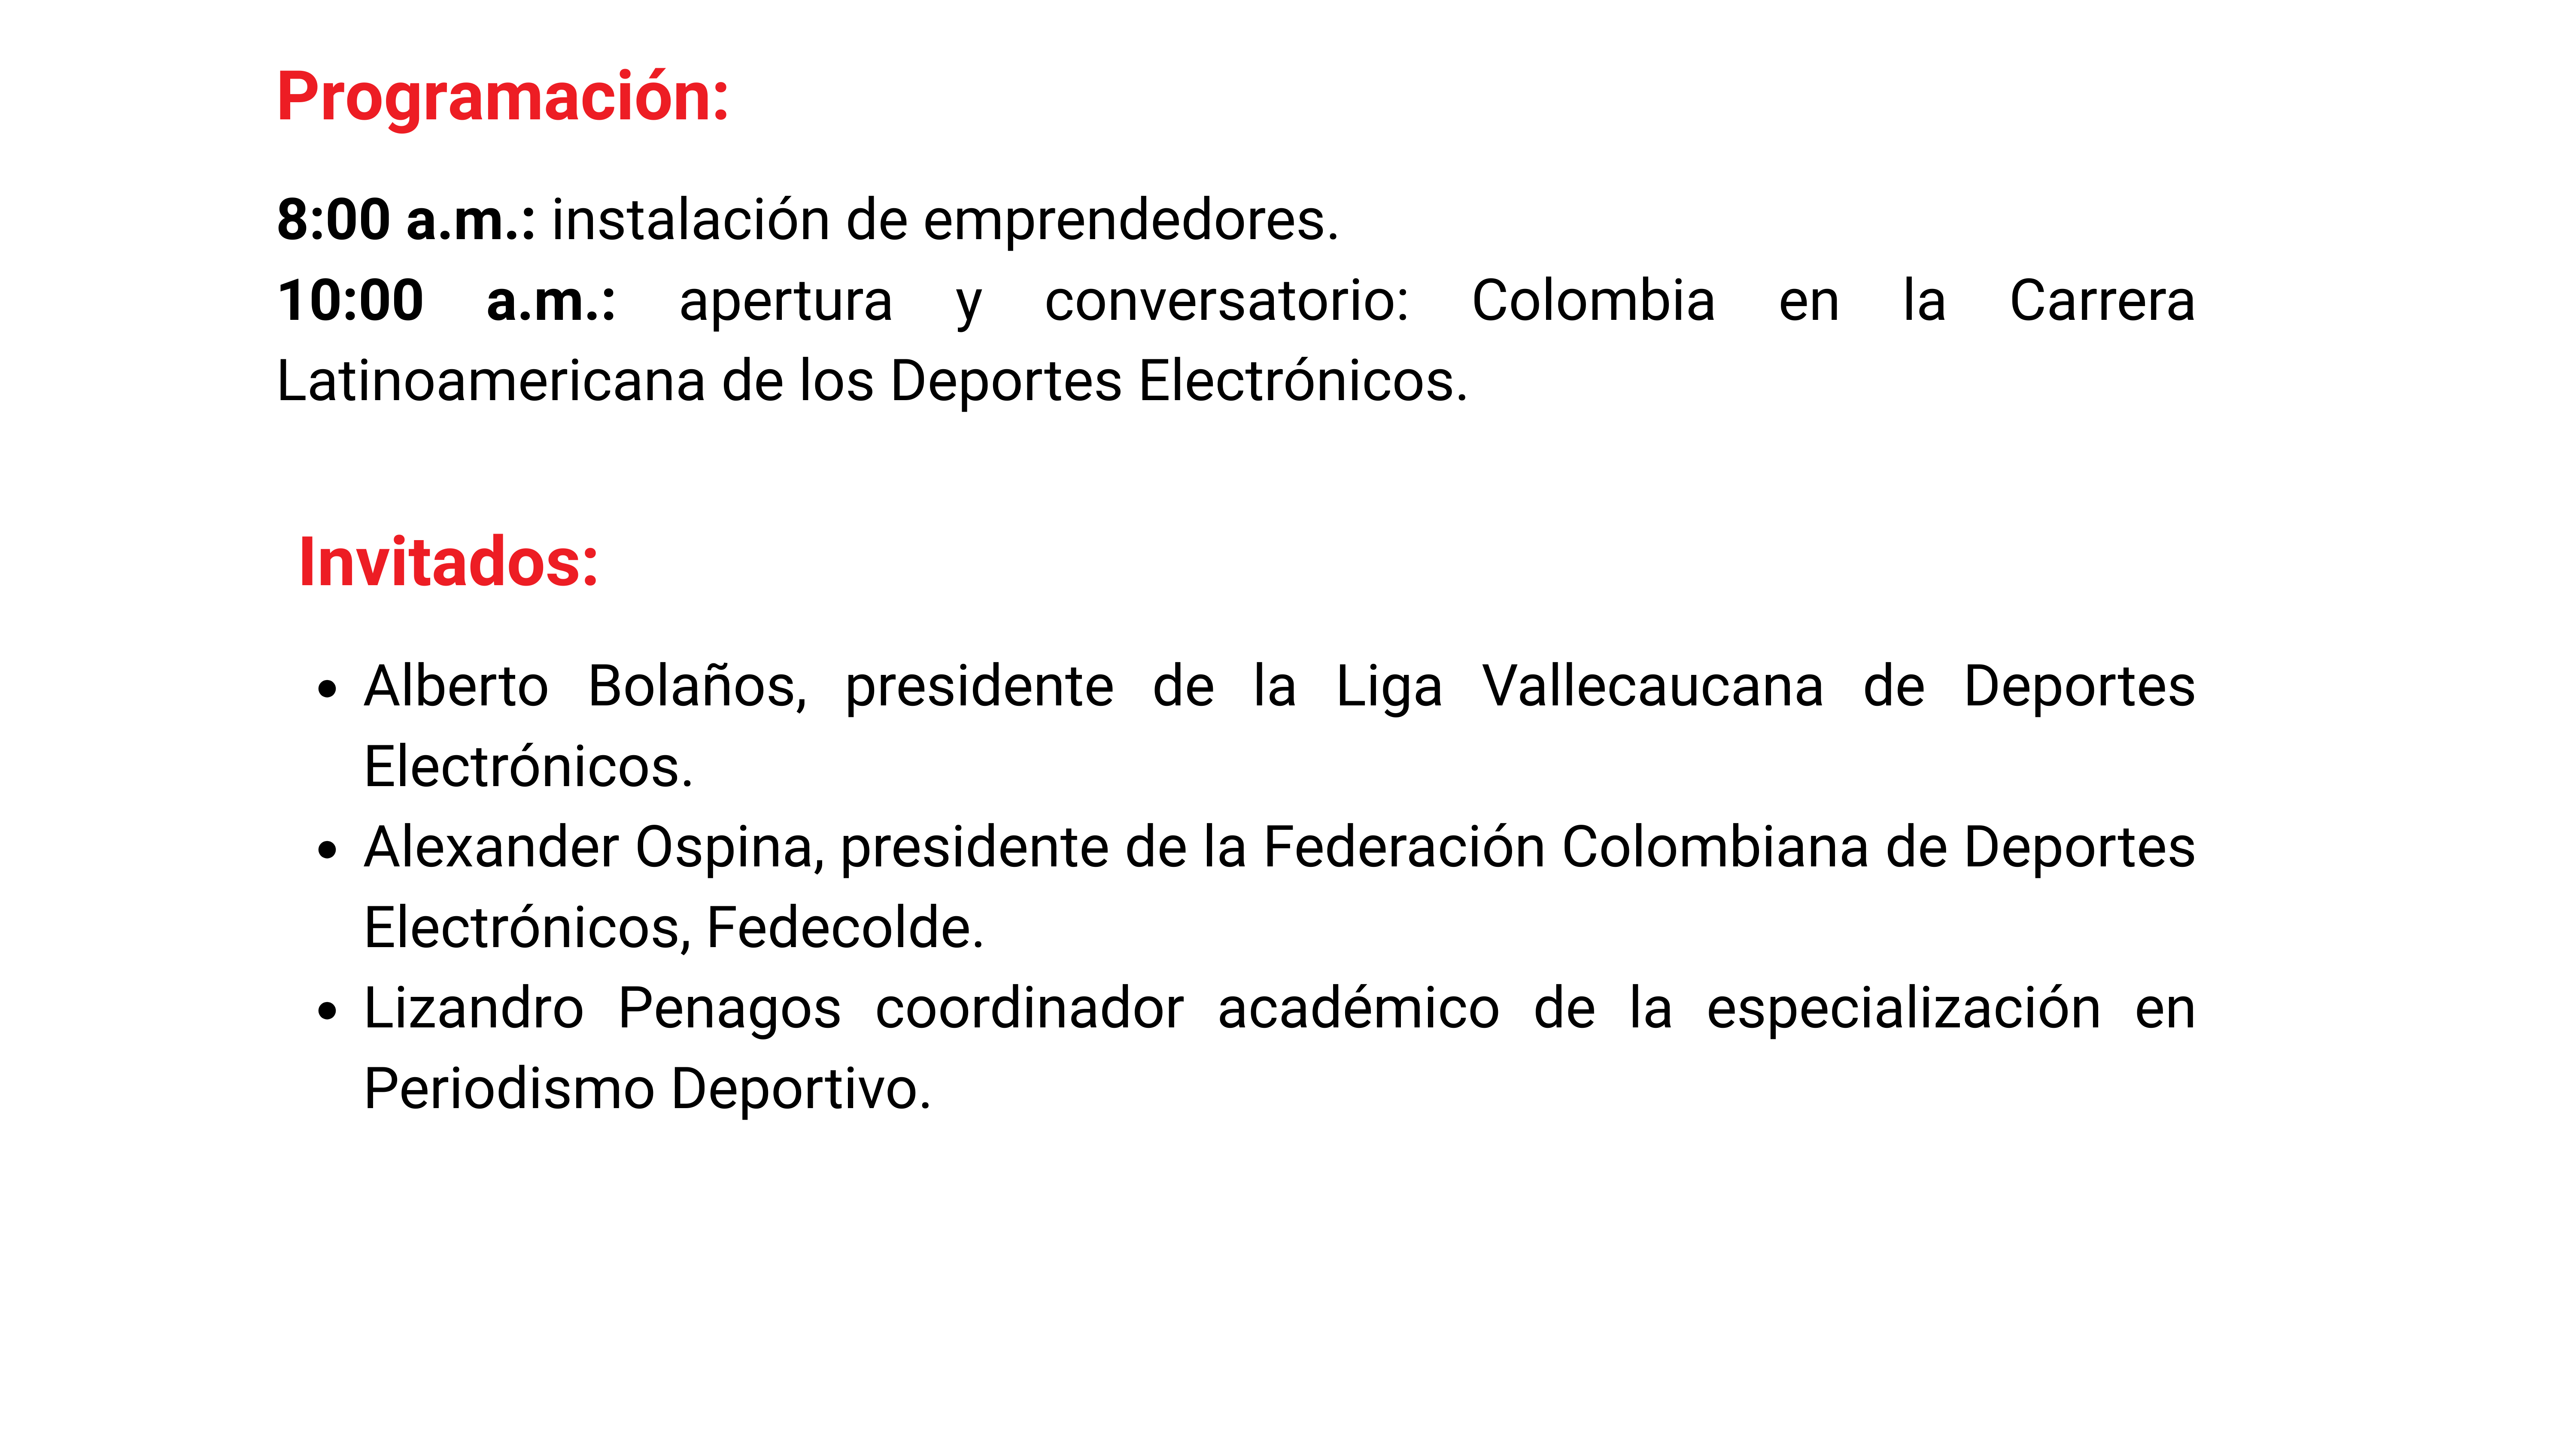 Programación:
8:00 a.m.: instalación de emprendedores.
10:00 a.m.: apertura y conversatorio: Colombia en la Carrera
Latinoamericana de los Deportes Electrónicos.
Invitados:
• Alberto Bolaños, presidente de la Liga Vallecaucana de Deportes
Electrónicos.
• Alexander Ospina, presidente de la Federación Colombiana de Deportes
Electrónicos, Fedecolde.
• Lizandro Penagos coordinador académico de la especialización en
Periodismo Deportivo.